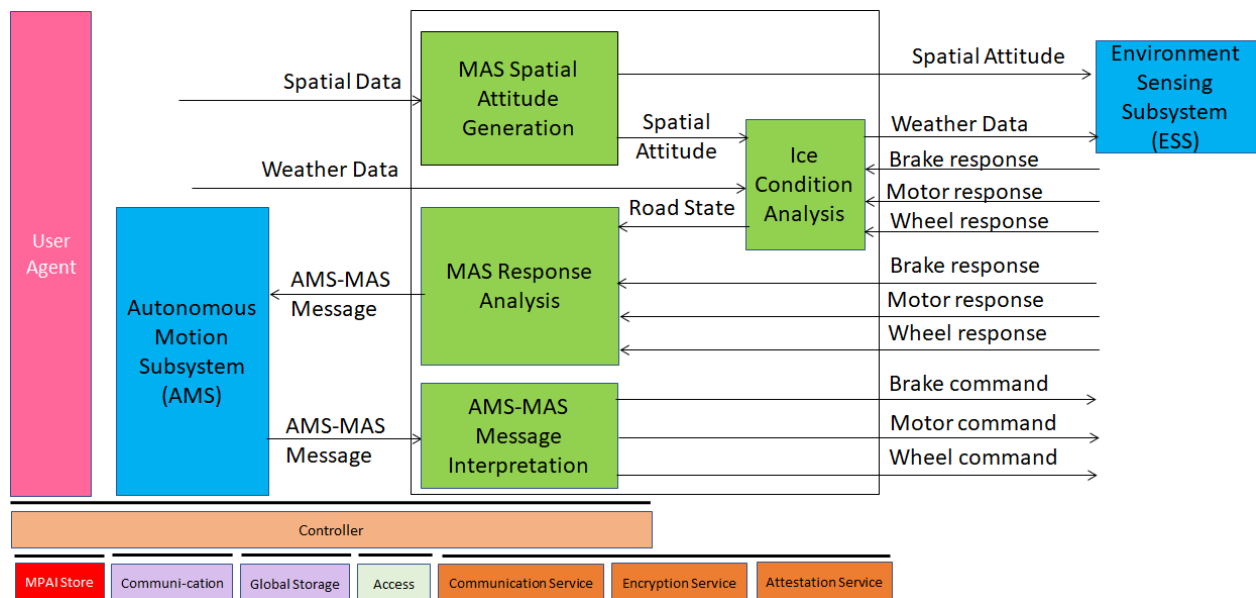 Spatial Data
MAS Spatial
Attitude
Generation
Spatial Attitude
Environment
Sensing
Subsystem
(ESS)
Spatial
Attitude
Weather Data
Weather Data
Ice
Condition
Analysis
Brake response
Motor response
Wheel response
Road State
User
Agent
Autonomous
Motion
Subsystem
(AMS)
AMS-MAS
Message
MAS Response
Analysis
Brake response
Motor response
Wheel response
AMS-MAS
Message
AMS-MAS
Message
Interpretation
Brake command
Motor command
Wheel command
Controller
MPAI Store
Communi-cation
Global Storage
Access
Communication Service
Encryption Service
Attestation Service